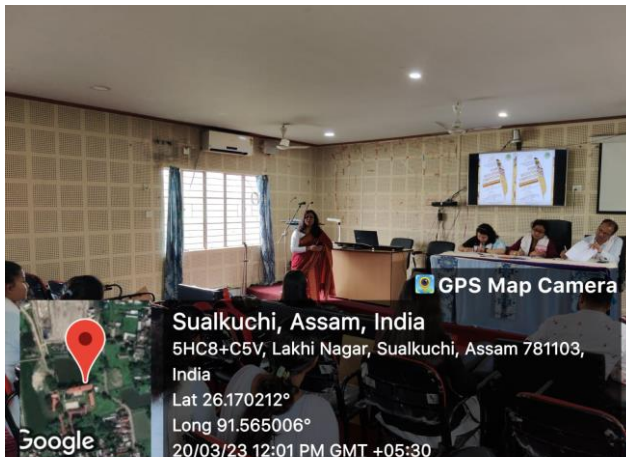 GPS Map Camera
Sualkuchi, Assam, India
5HC8+C5V, Lakhi Nagar, Sualkuchi, Assam 781103,
India
Lat 26.170212°
Long 91.565006°
20/03/23 12:01 PM GMT +05:30
Google